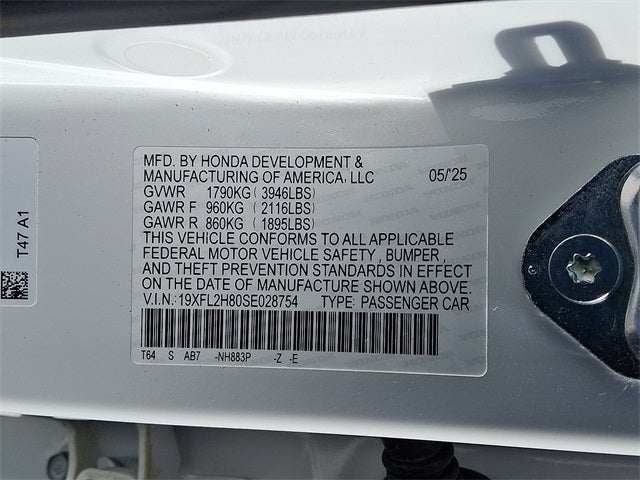 MFD. BY HONDA DEVELOPMENT &
MANUFACTURING OF AMERICA, LLC 05/'25
GVWR 1790KG ( 3946LBS)
GAWR F 960KG ( 2116LBS)
GAWR R 860KG ( 1895LBS)
THIS VEHICLE CONFORMS TO ALL APPLICABLE
FEDERAL MOTOR VEHICLE SAFETY , BUMPER ,
AND THEFT PREVENTION STANDARDS IN EFFECT
ON THE DATE OF MANUFACTURE SHOWN ABOVE.
V.I.N.: 19XFL2H80SE028754 TYPE: PASSENGER CAR
T64 S AB7 -NH883P -Z -E
T47 A1